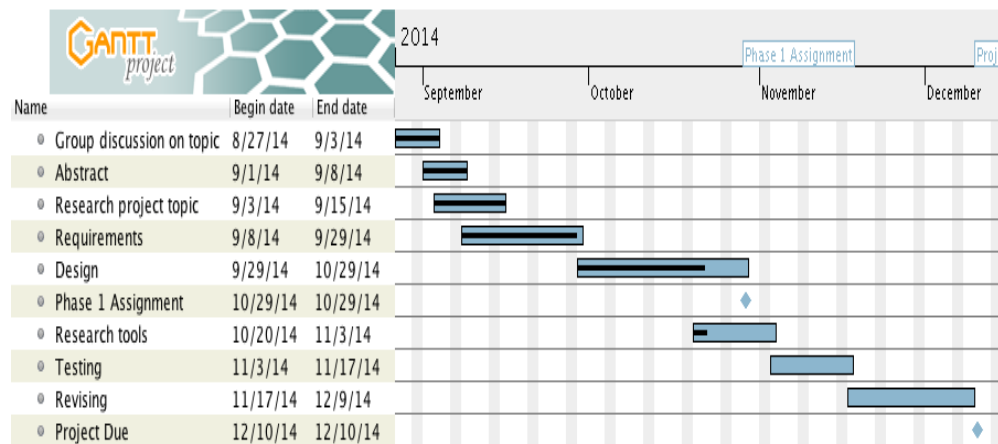 GANTT
project
2014
Phase 1 Assignment Proj
September October November December
Name Begin date End date
Group discussion on topic 8/27/14 9/3/14
Abstract 9/1/14 9/8/14
Research project topic 9/3/14 9/15/14
Requirements 9/8/14 9/29/14
Design 9/29/14 10/29/14
Phase 1 Assignment 10/29/14 10/29/14
Research tools 10/20/14 11/3/14
Testing 11/3/14 11/17/14
Revising 11/17/14 12/9/14
Project Due 12/10/14 12/10/14